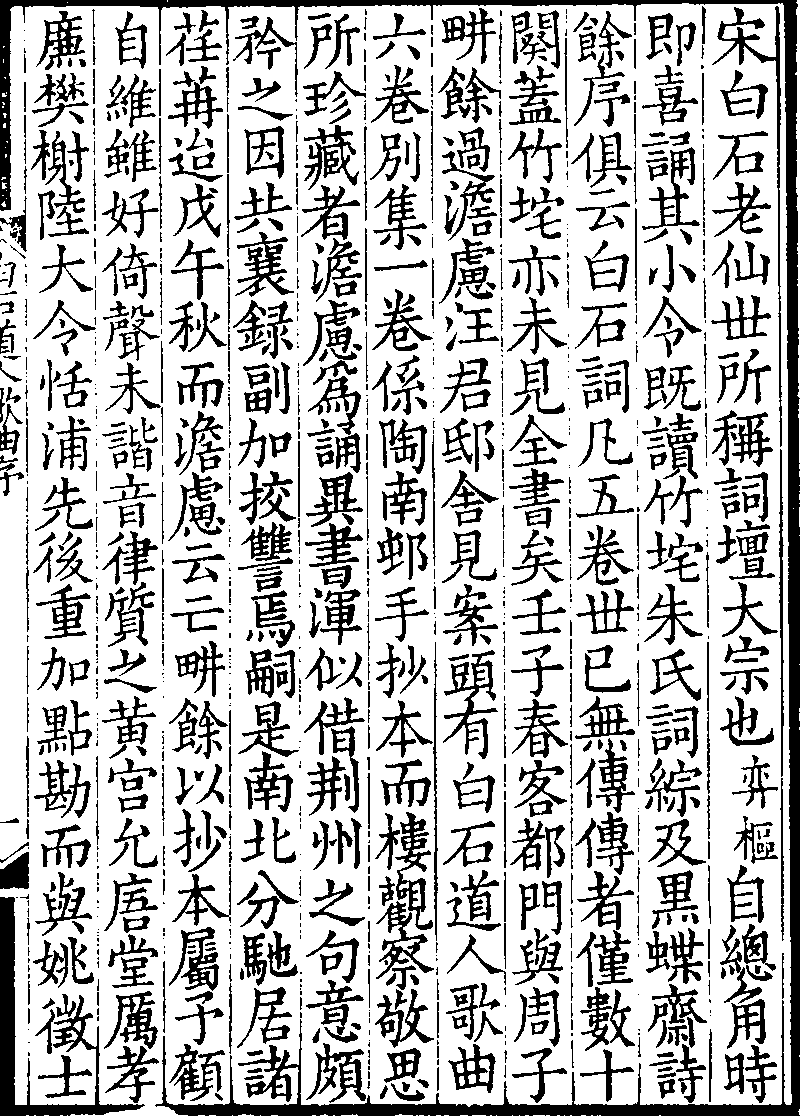 宋白石老仙世所稱詞壇大宗也弈樞自總角時
即喜誦其小令既讀竹垞朱氏詞綜及黒蝶齋詩
餘序俱云白石詞凡五卷世已無傳傳者僅數十
闋蓋竹垞亦未見全書矣壬子春客都門與周子
畊餘過澹慮汪君邸舍見案頭有白石道人歌曲
六卷別集一卷係陶南邨手抄本而樓觀察敬思
所珍藏者澹慮爲誦異書渾似借荆州之句意頗
矜之因共襄録副加挍讐焉嗣是南北分馳居諸
荏苒迨戊午秋而澹慮云亡畊餘以抄本屬予顧
自維雖好倚聲未諧音律質之黄宫允唐堂厲孝
廉樊榭陸大令恬浦先後重加點勘而與姚徵士
白石道人歌曲序
一